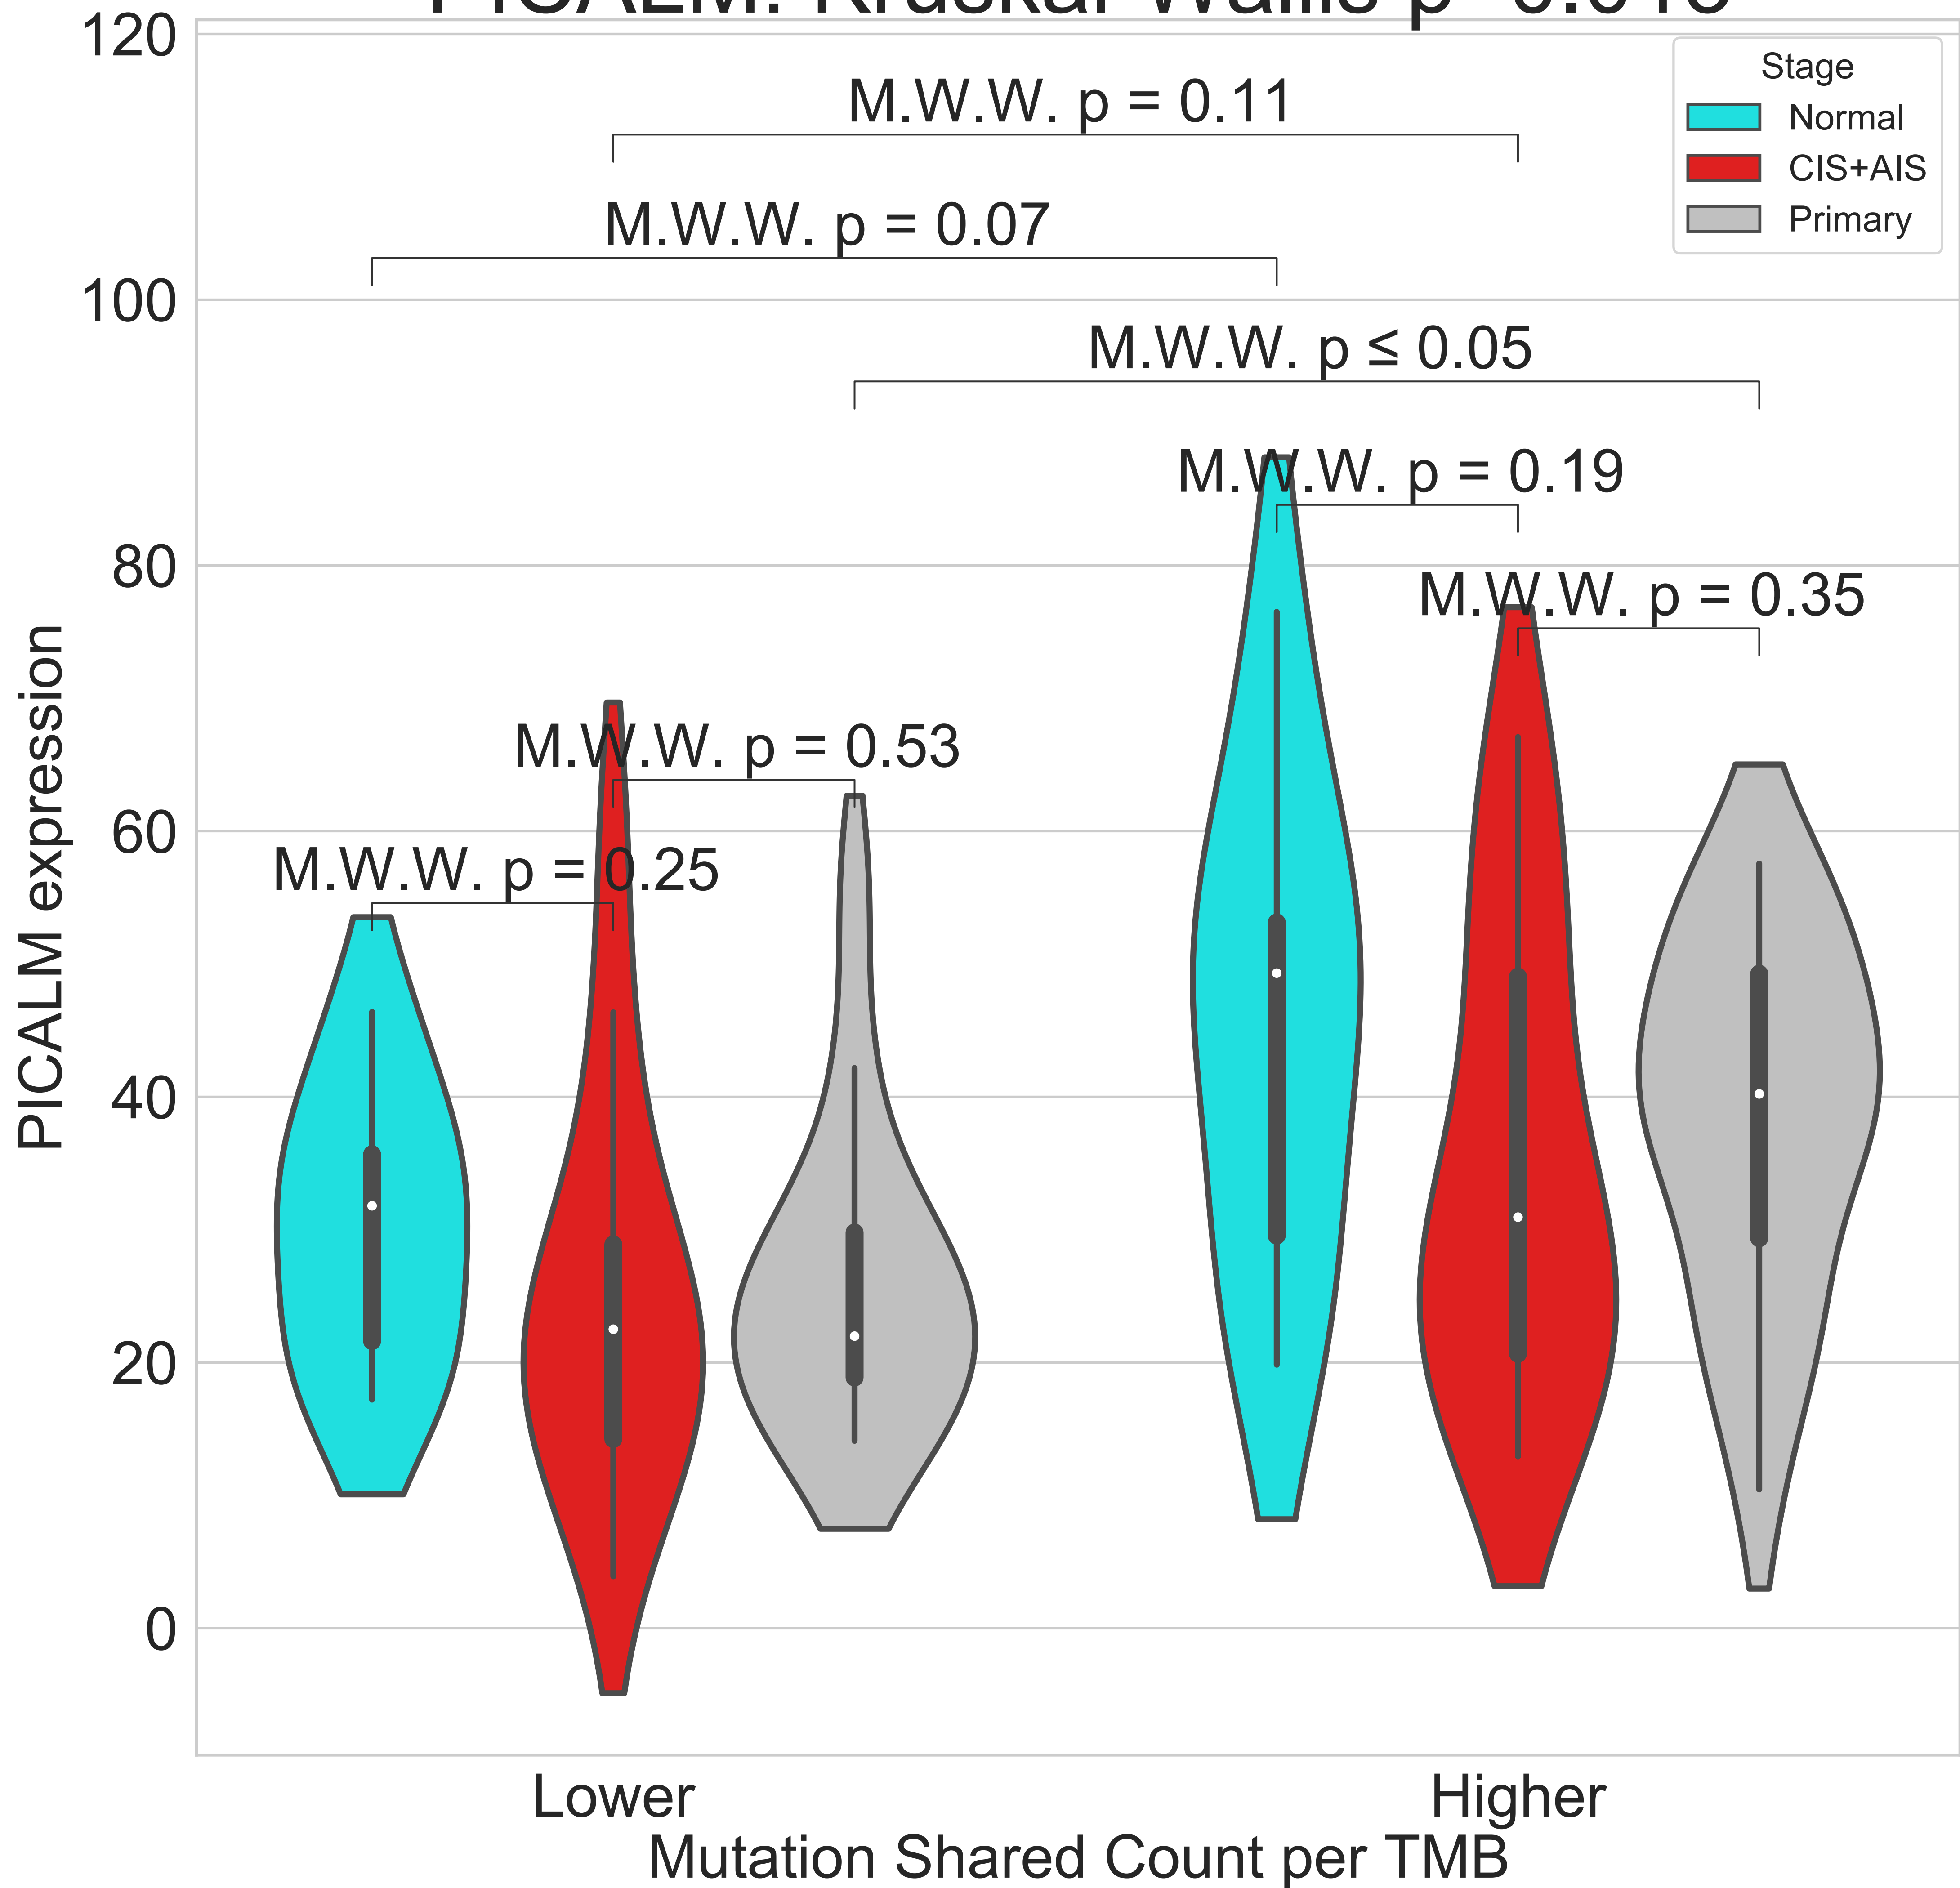 120
M.W.W. p = 0.11
M.W.W. p = 0.07
100
M.W.W. p ≤ 0.05
M.W.W. p = 0.19
80
M.W.W. p = 0.35
M.W.W. p = 0.53
60
M.W.W. p = 0.25
40
20
0
PICALM expression
Stage
Normal
CIS+AIS
Primary
Lower
Higher
Mutation Shared Count per TMB